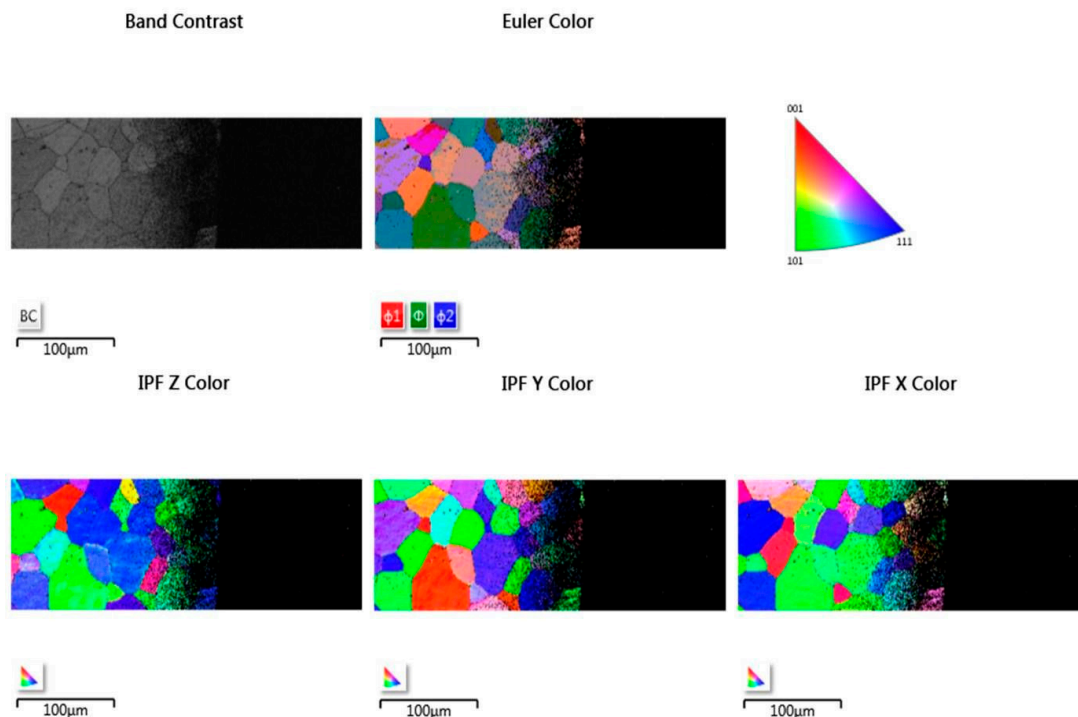 Band Contrast
Euler Color
001
111
101
BC
ϕ1 Φ ϕ2
100µm
100µm
IPF Z Color
IPF Y Color
IPF X Color
100µm
100µm
100µm